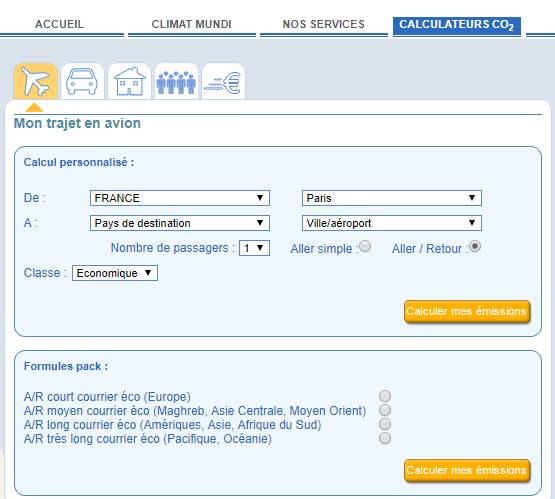 ACCUEIL CLIMAT MUNDI NOS SERVICES CALCULATEURS CO2
Mon trajet en avion
Calcul personnalisé :
De : FRANCE Paris
A : Pays de destination Ville/aéroport
Nombre de passagers : 1 Aller simple : Aller / Retour :
Classe : Economique
Calculer mes émissions
Formules pack :
A/R court courrier éco (Europe)
A/R moyen courrier éco (Maghreb, Asie Centrale, Moyen Orient)
A/R long courrier éco (Amériques, Asie, Afrique du Sud)
A/R très long courrier éco (Pacifique, Océanie)
Calculer mes émissions